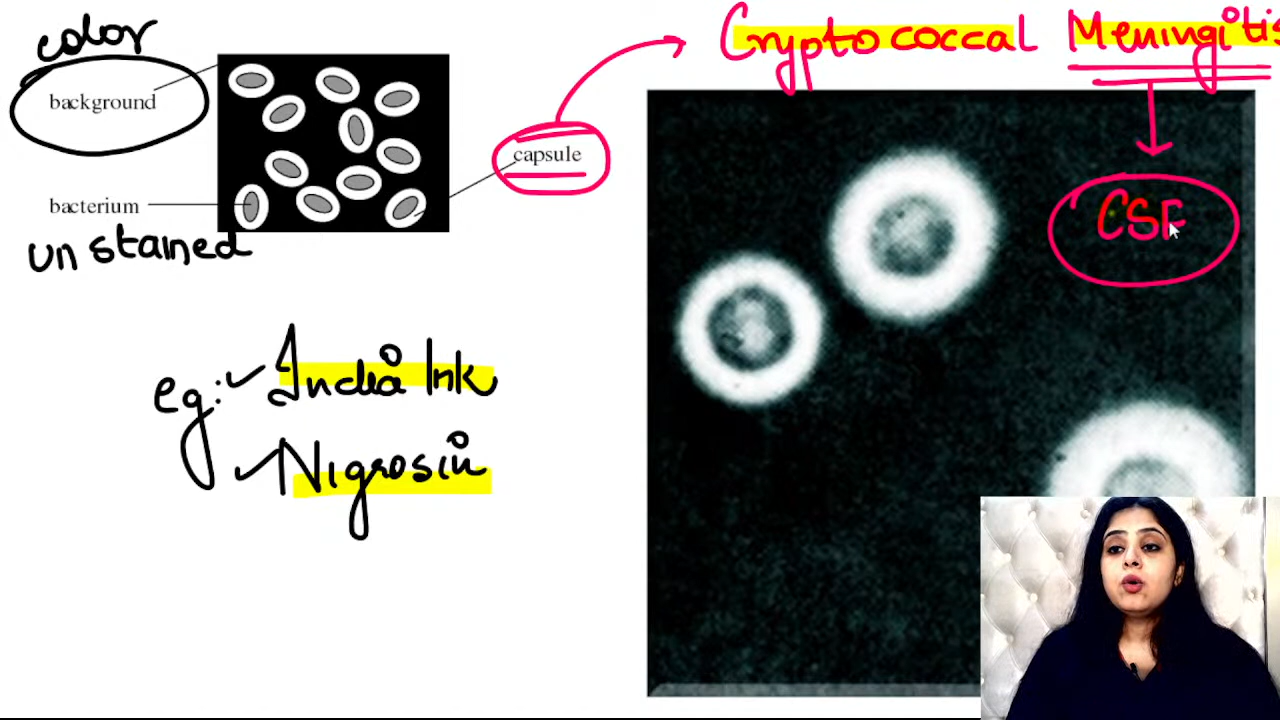 color
background
bacterium
un stained
capsule
Cryptococcal Meningitis
CSF
eg: India Ink
Nigrosin